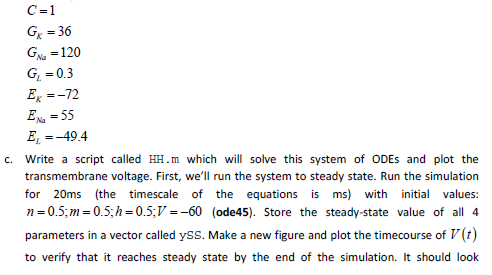 C = 1
G_K = 36
G_Na = 120
G_L = 0.3
E_K = −72
E_Na = 55
E_L = −49.4
c. Write a script called HH.m which will solve this system of ODEs and plot the
transmembrane voltage. First, we'll run the system to steady state. Run the simulation
for 20ms (the timescale of the equations is ms) with initial values:
n = 0.5; m = 0.5; h = 0.5; V = −60 (ode45). Store the steady-state value of all 4
parameters in a vector called ySS. Make a new figure and plot the timecourse of V(t)
to verify that it reaches steady state by the end of the simulation. It should look